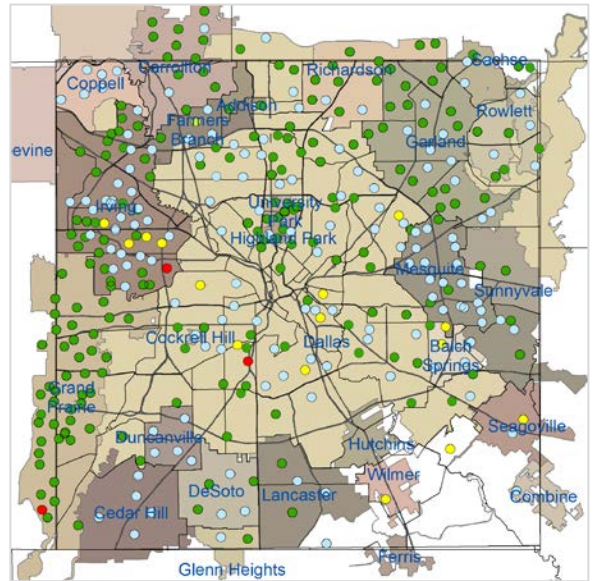 Sachse
Carrollton
Richardson
Coppell
Addison
Rowlett
Farmers
Branch
Garland
evine
University
Park
Irving
Highland Park
Mesquite
Sunnyvale
Cockrell Hill
Dallas
Balch
Springs
Grand
Prairie
Seagoville
Duncanville
Hutchins
Wilmer
DeSoto
Lancaster
Combine
Cedar Hill
Ferris
Glenn Heights